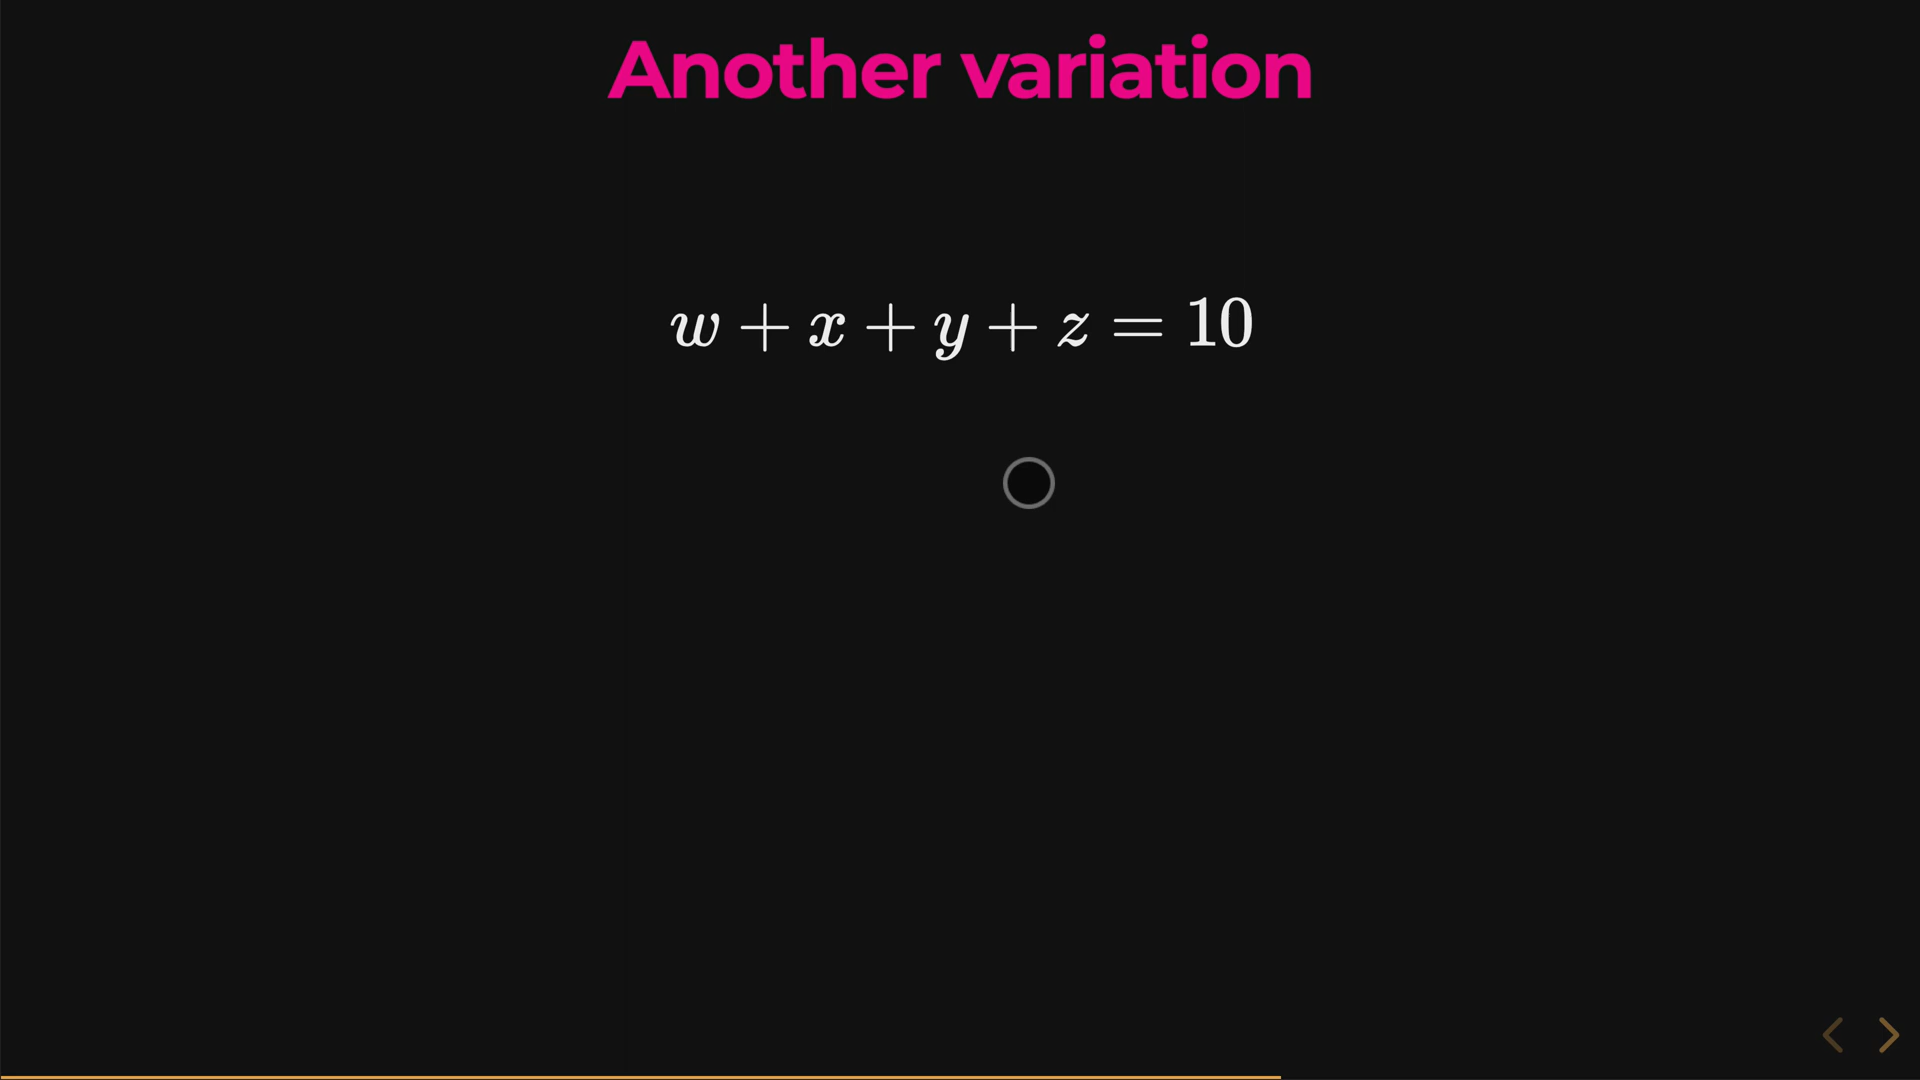 Another variation
w + x + y + z = 10